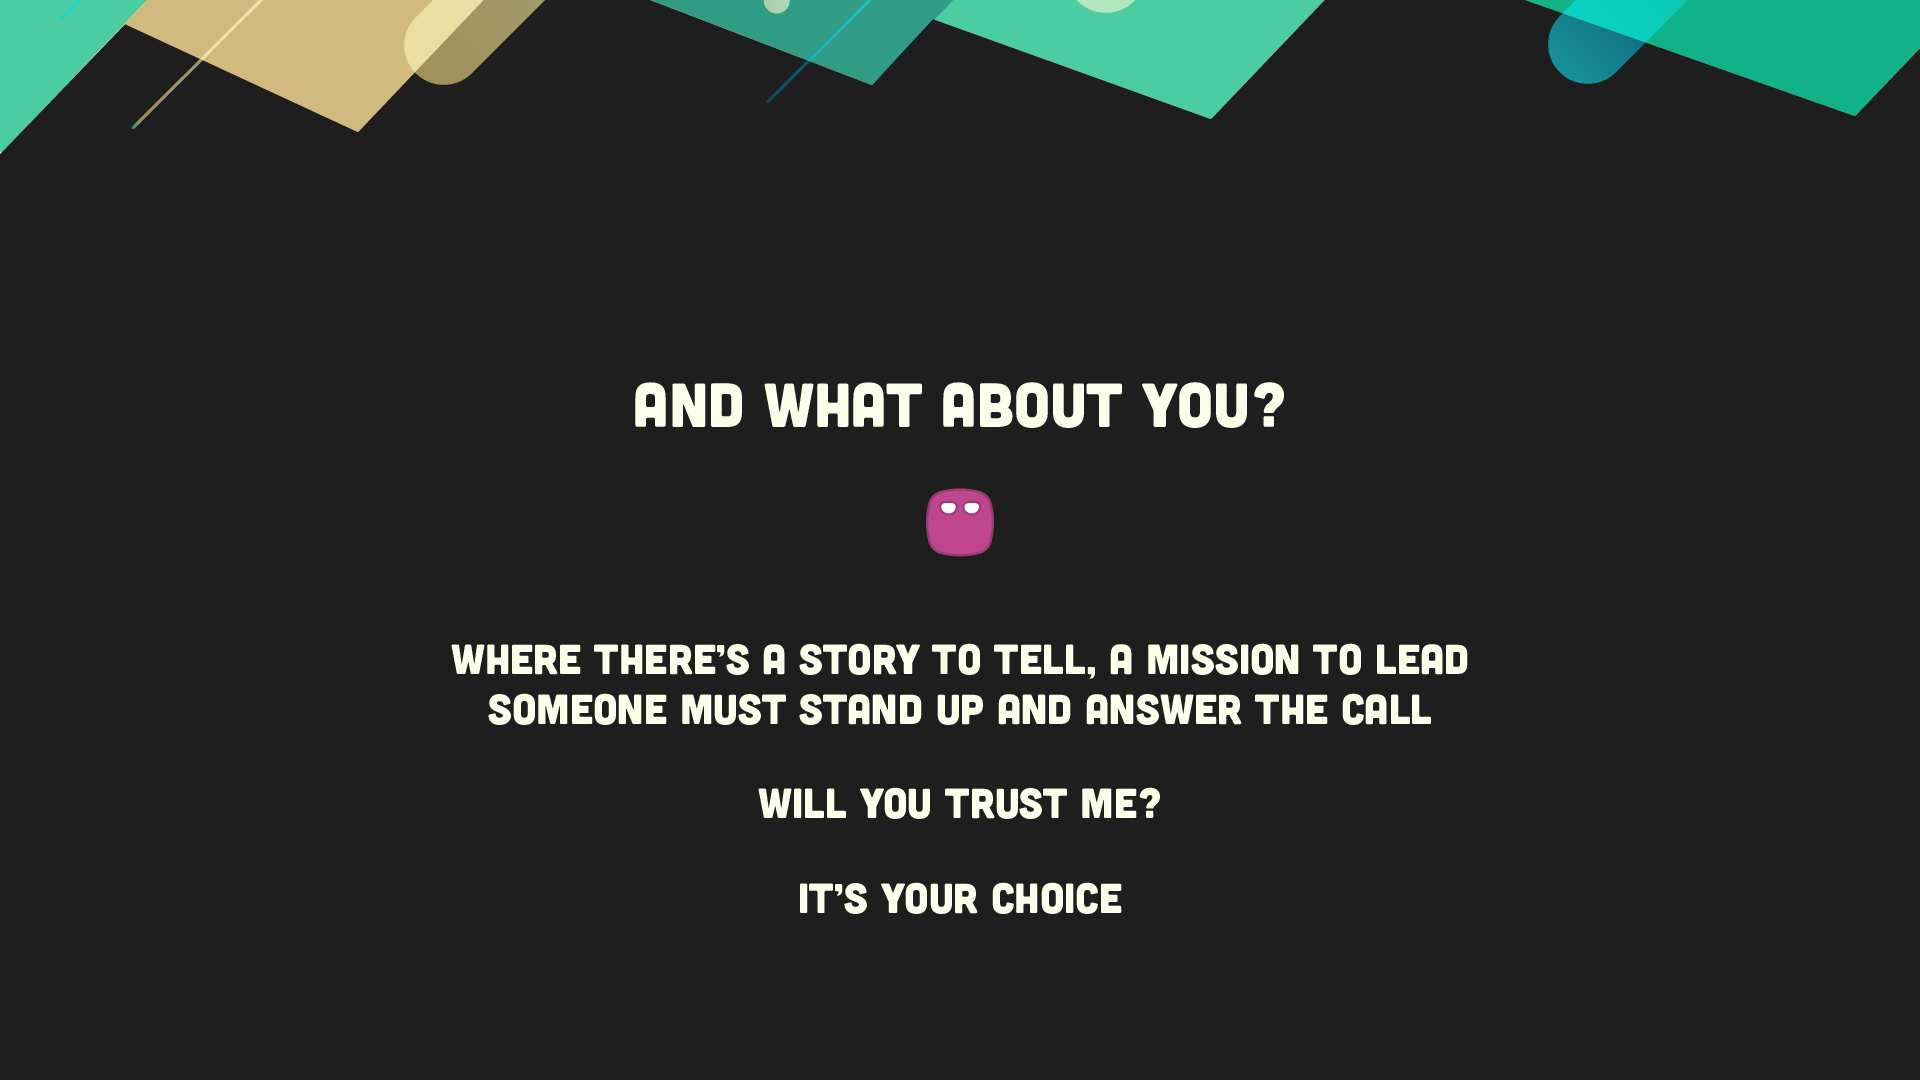 AND WHAT ABOUT YOU?
WHERE THERE'S A STORY TO TELL, A MISSION TO LEAD
SOMEONE MUST STAND UP AND ANSWER THE CALL
WILL YOU TRUST ME?
IT'S YOUR CHOICE